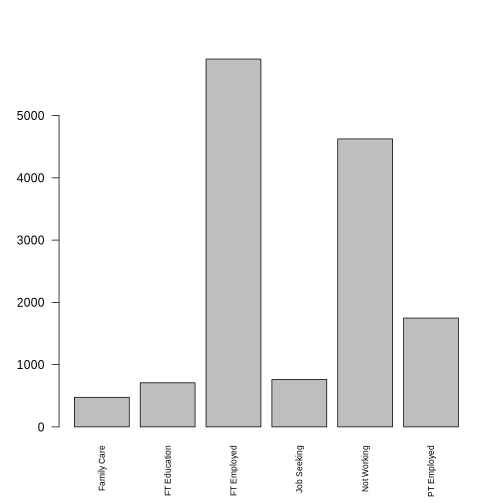 5000
4000
3000
2000
1000
0
Family Care
FT Education
FT Employed
Job Seeking
Not Working
PT Employed